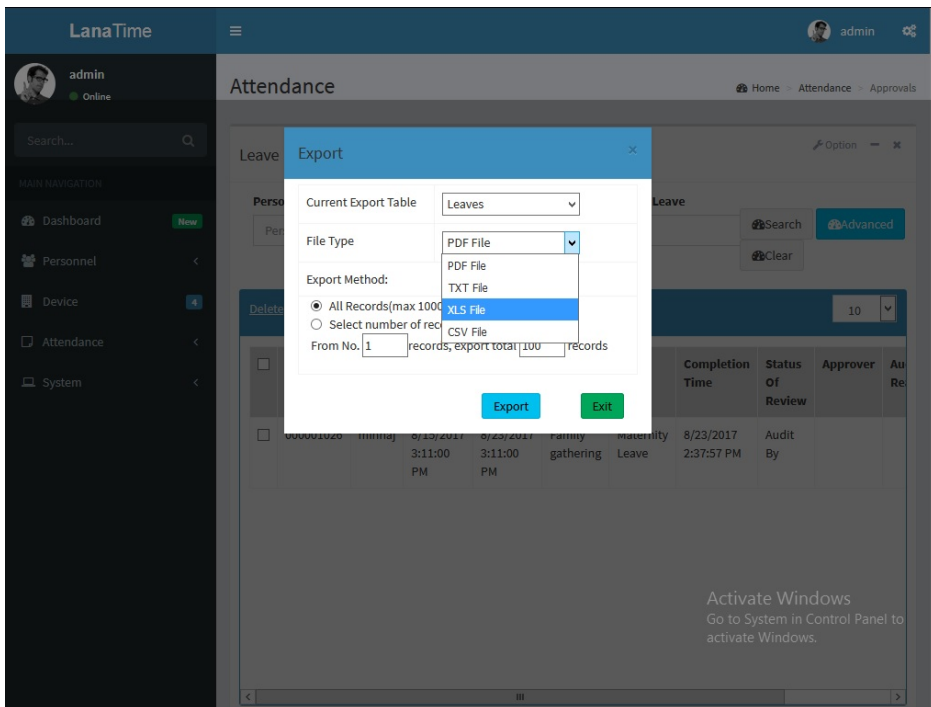 LanaTime
admin
admin
Online
Attendance
Home > Attendance > Approvals
Search...
MAIN NAVIGATION
Dashboard
New
Personnel
Device
4
Attendance
System
Leave
Option
Leave
Search
Advanced
Clear
Delete
10
Export
×
Current Export Table
Leaves
File Type
PDF File
PDF File
TXT File
XLS File
CSV File
Export Method:
All Records(max 1000
Select number of rec
From No. 1 records, export total 100 records
Export
Exit
Completion Time
Status Of Review
Approver
000001026
minhaj
8/15/2017 3:11:00 PM
8/23/2017 3:11:00 PM
Family gathering
Maternity Leave
8/23/2017 2:37:57 PM
Audit By
Activate Windows
Go to System in Control Panel to
activate Windows.